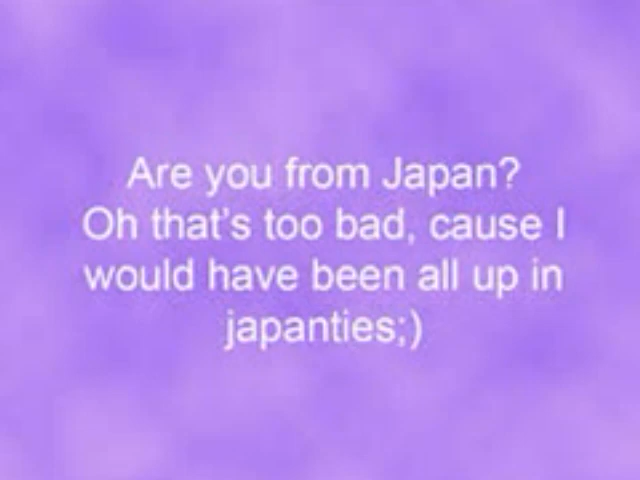 Are you from Japan?
Oh that's too bad, cause I
would have been all up in
japanties;)